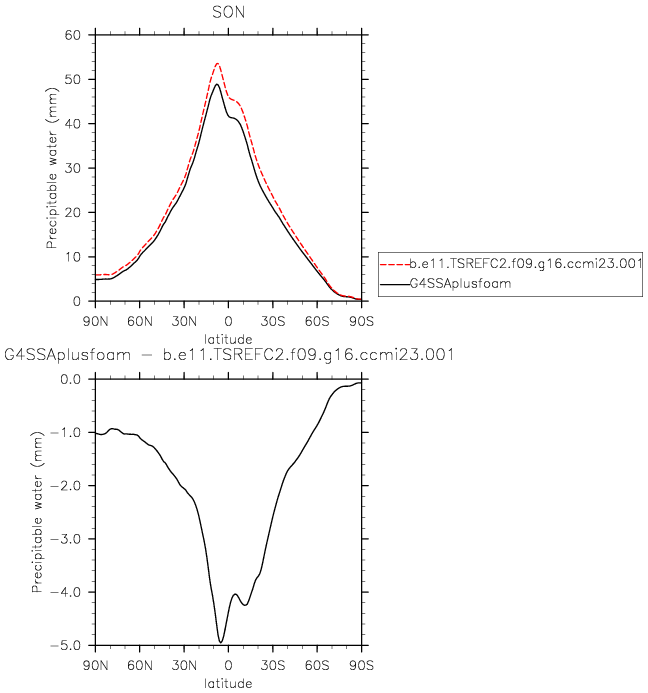 SON
60
50
40
30
20
10
0
Precipitable water (mm)
90N 60N 30N 0 30S 60S 90S
latitude
b.e11.TSREFC2.f09.g16.ccmi23.001
G4SSAplusfoam
G4SSAplusfoam − b.e11.TSREFC2.f09.g16.ccmi23.001
0.0
−1.0
−2.0
−3.0
−4.0
−5.0
Precipitable water (mm)
90N 60N 30N 0 30S 60S 90S
latitude